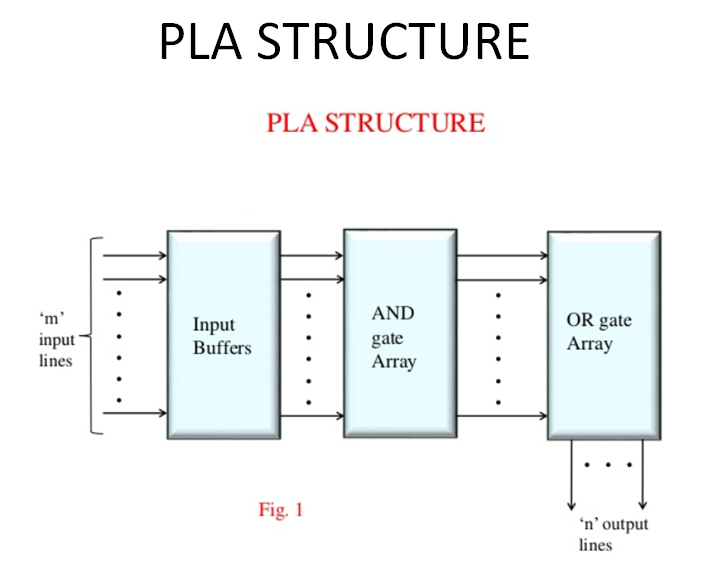 PLA STRUCTURE
PLA STRUCTURE
‘m’
input
lines
Input
Buffers
AND
gate
Array
OR gate
Array
Fig. 1
‘n’ output
lines